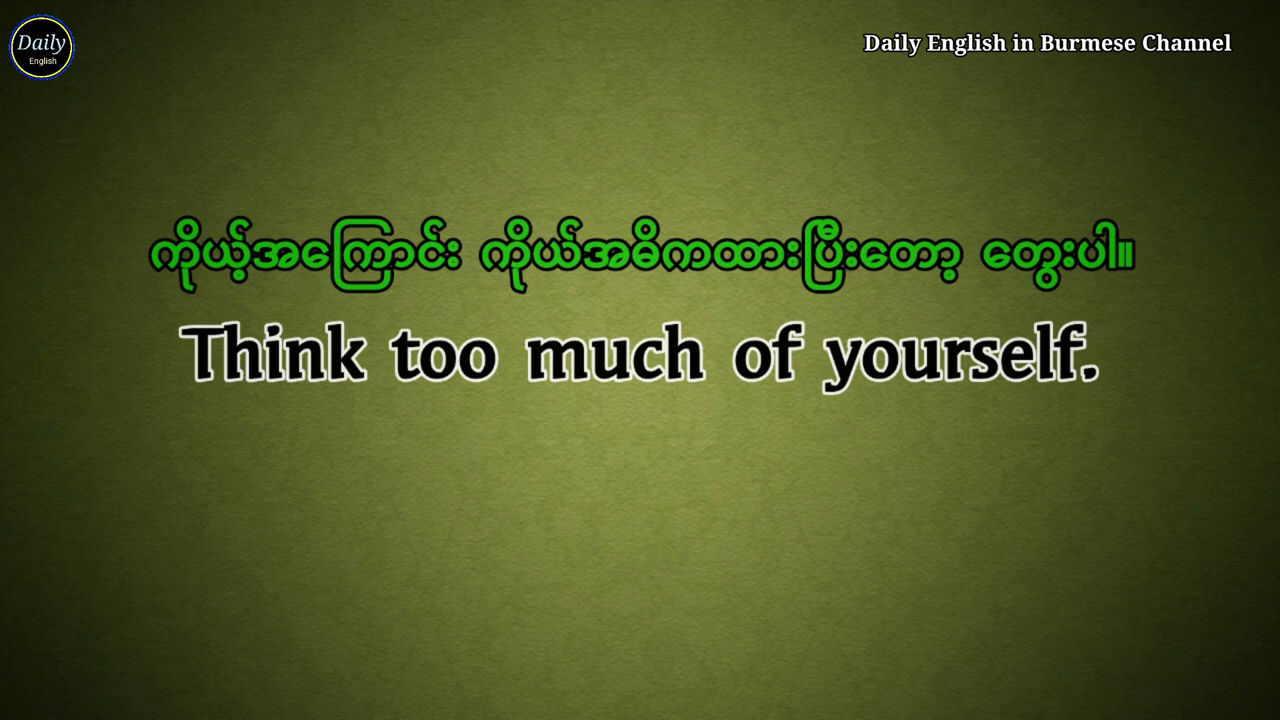 Daily
English
Daily English in Burmese Channel
ကိုယ့်အကြောင်း ကိုယ်အဓိကထားပြီးတော့ တွေးပါ။
Think too much of yourself.